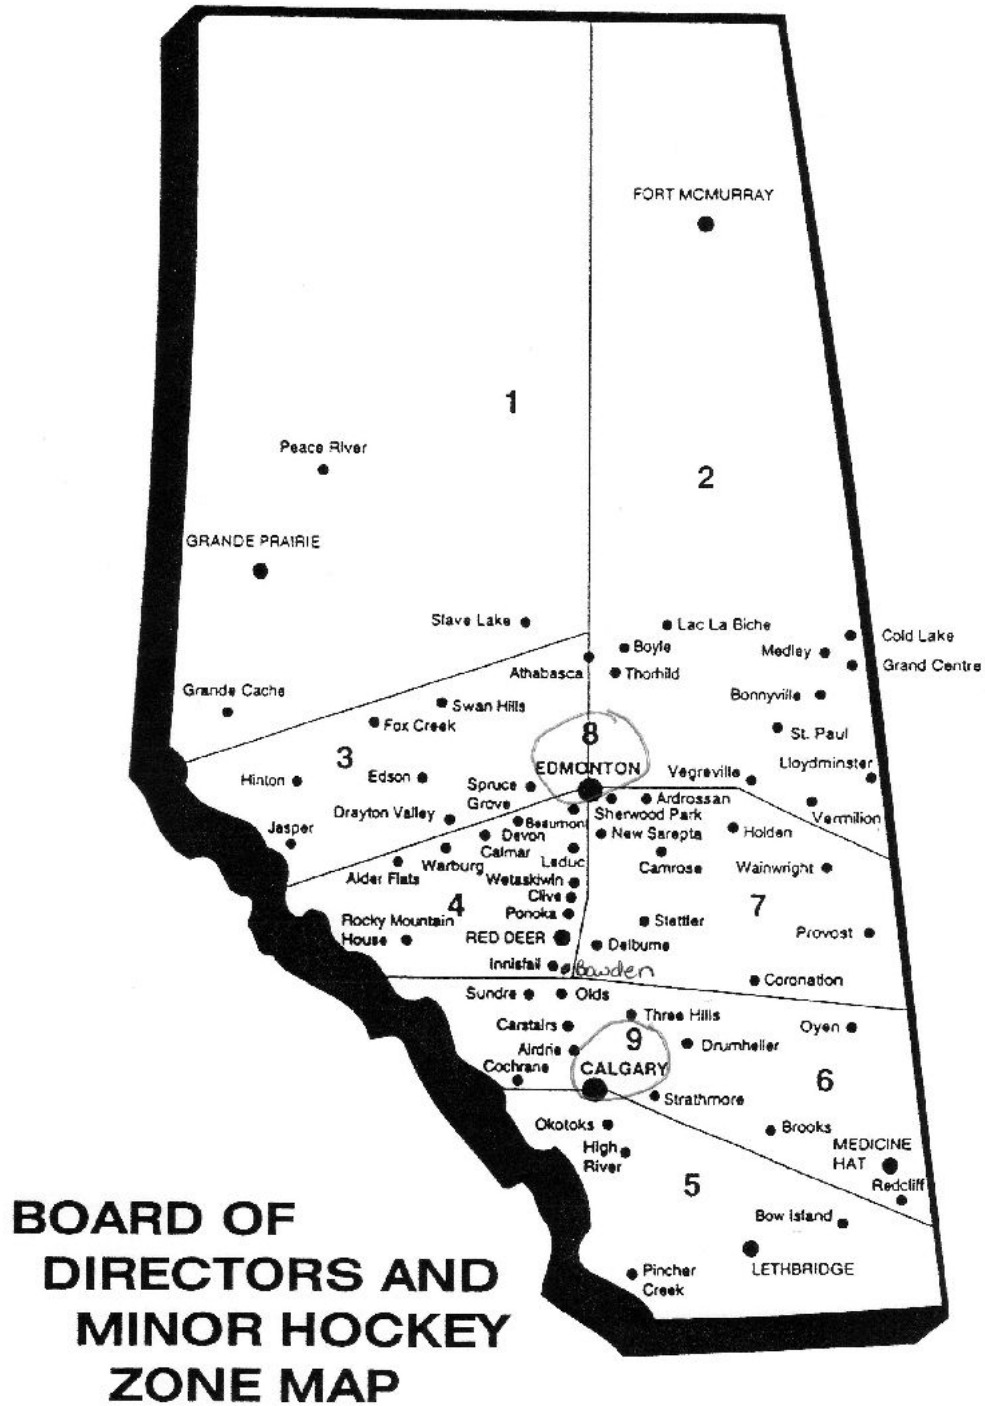 FORT MCMURRAY
1
Peace River
2
GRANDE PRAIRIE
Slave Lake
Lac La Biche
Cold Lake
Boyle
Medley
Grand Centre
Athabasca
Thorhild
Grande Cache
Bonnyville
Swan Hills
Fox Creek
8
St. Paul
3
EDMONTON
Lloydminster
Hinton
Edson
Spruce
Grove
Vegreville
Ardrossan
Drayton Valley
Beaumont
Sherwood Park
Vermilion
Jasper
Devon
New Sarepta
Holden
Calmar
Leduc
Warburg
Camrose
Wainwright
Alder Flats
Wetaskiwin
Clive
4
Ponoka
7
Rocky Mountain
House
Stettler
RED DEER
Delburne
Provost
Innisfail
Bowden
Coronation
Sundre
Olds
Three Hills
Carstairs
Oyen
9
Airdrie
Drumheller
Cochrane
CALGARY
6
Strathmore
Okotoks
Brooks
High
River
MEDICINE
HAT
5
Redcliff
Bow Island
LETHBRIDGE
Pincher
Creek
BOARD OF
DIRECTORS AND
MINOR HOCKEY
ZONE MAP